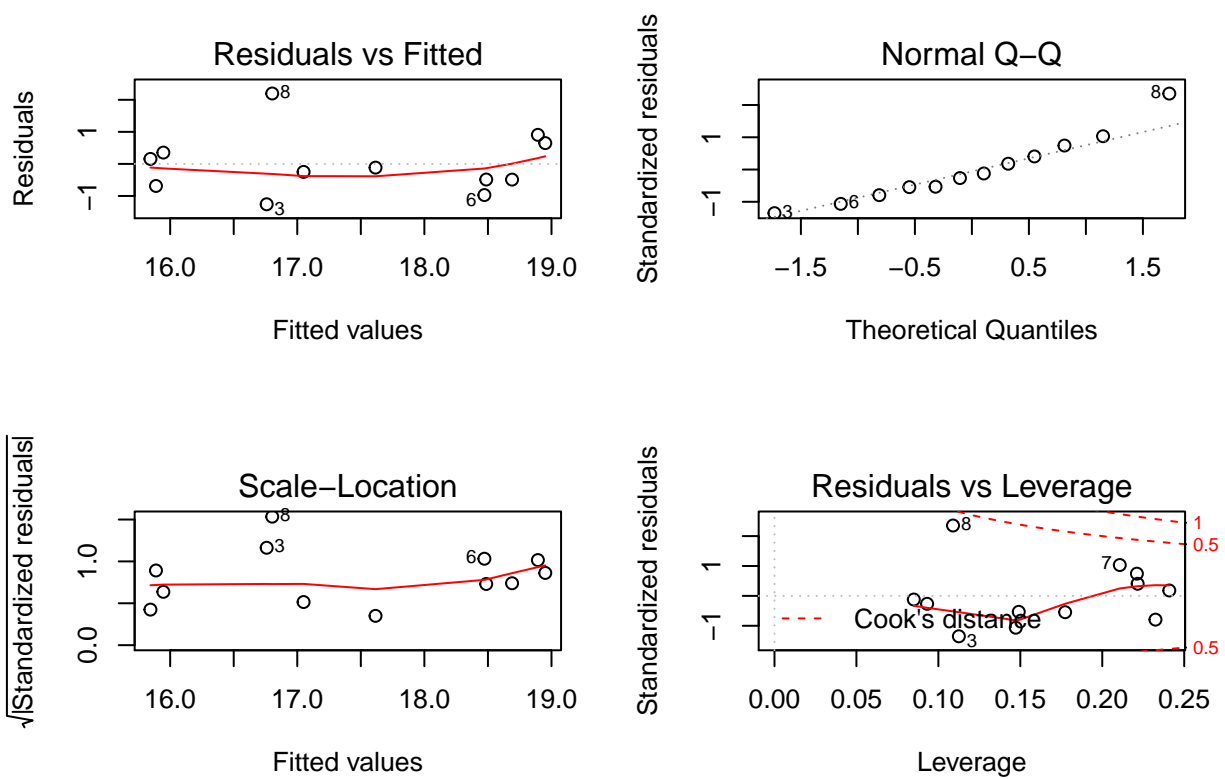 Residuals vs Fitted
Residuals
1
−1
8
3
6
16.0 17.0 18.0 19.0
Fitted values
Normal Q−Q
Standardized residuals
1
−1
8
3
6
−1.5 −0.5 0.5 1.5
Theoretical Quantiles
Scale−Location
√|Standardized residuals|
1.0
0.0
8
3
6
16.0 17.0 18.0 19.0
Fitted values
Residuals vs Leverage
Standardized residuals
1
−1
8
7
3
1
0.5
0.5
Cook's distance
0.00 0.05 0.10 0.15 0.20 0.25
Leverage